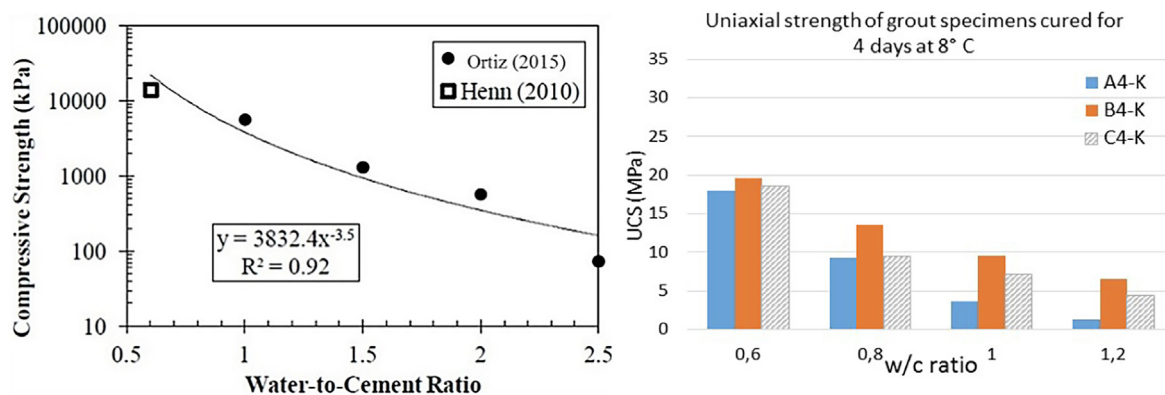 100000
10000
1000
100
10
Compressive Strength (kPa)
Ortiz (2015)
Henn (2010)
y = 3832.4x-3.5
R² = 0.92
0.5
1
1.5
2
2.5
Water-to-Cement Ratio
Uniaxial strength of grout specimens cured for
4 days at 8° C
35
30
25
20
15
10
5
0
UCS (MPa)
A4-K
B4-K
C4-K
0,6
0,8
1
1,2
w/c ratio